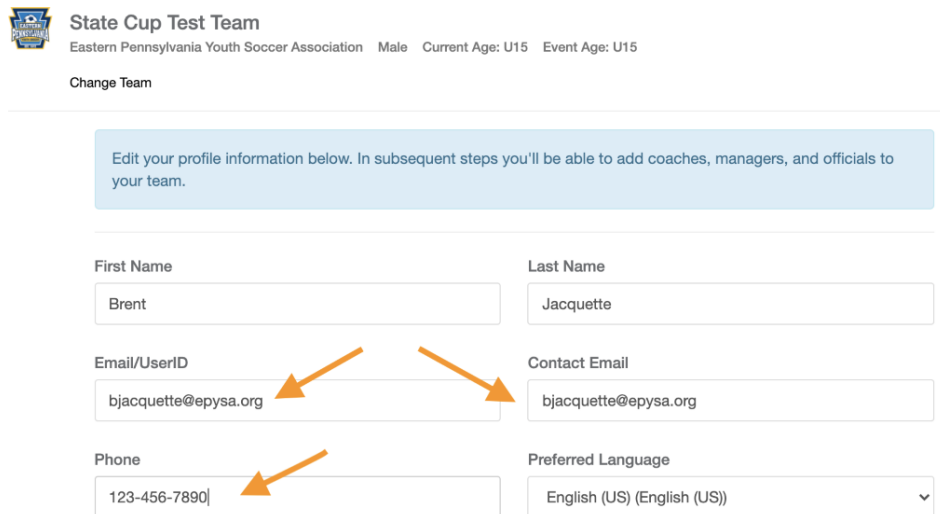 EASTERN
PENNSYLVANIA
State Cup Test Team
Eastern Pennsylvania Youth Soccer Association Male Current Age: U15 Event Age: U15
Change Team
Edit your profile information below. In subsequent steps you'll be able to add coaches, managers, and officials to
your team.
First Name Last Name
Brent Jacquette
Email/UserID Contact Email
bjacquette@epysa.org bjacquette@epysa.org
Phone Preferred Language
123-456-7890 English (US) (English (US))